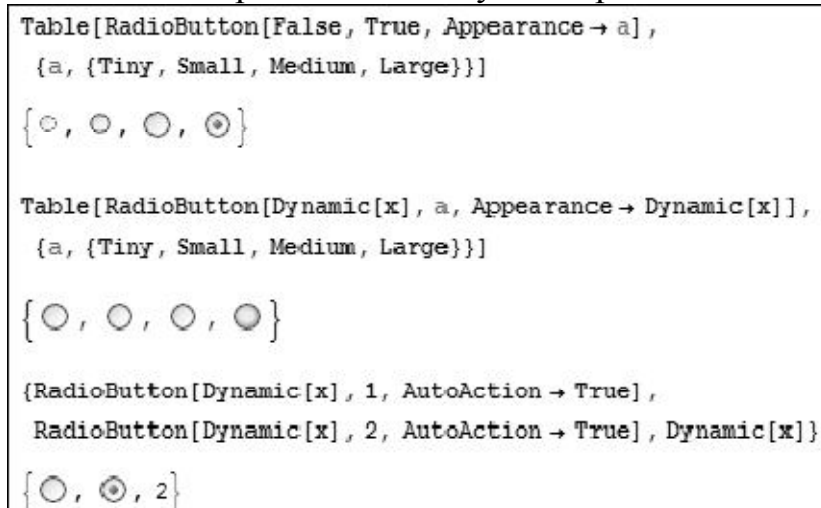 Table[RadioButton[False, True, Appearance → a],
{a, {Tiny, Small, Medium, Large}}]
{○, ○, ○, ◉}
Table[RadioButton[Dynamic[x], a, Appearance → Dynamic[x]],
{a, {Tiny, Small, Medium, Large}}]
{○, ○, ○, ○}
{RadioButton[Dynamic[x], 1, AutoAction → True],
RadioButton[Dynamic[x], 2, AutoAction → True], Dynamic[x]}
{○, ◉, 2}